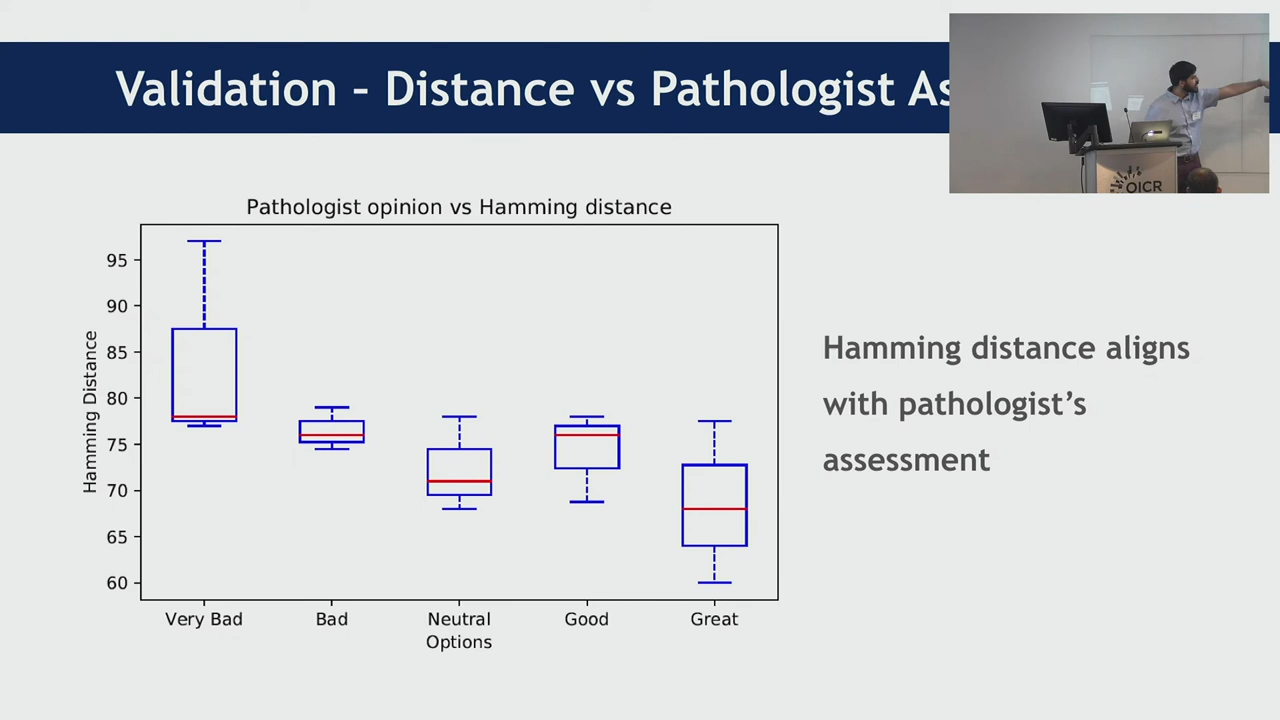 Validation - Distance vs Pathologist As
OICR
Pathologist opinion vs Hamming distance
Hamming Distance
95
90
85
80
75
70
65
60
Very Bad Bad Neutral Good Great
Options
Hamming distance aligns
with pathologist’s
assessment